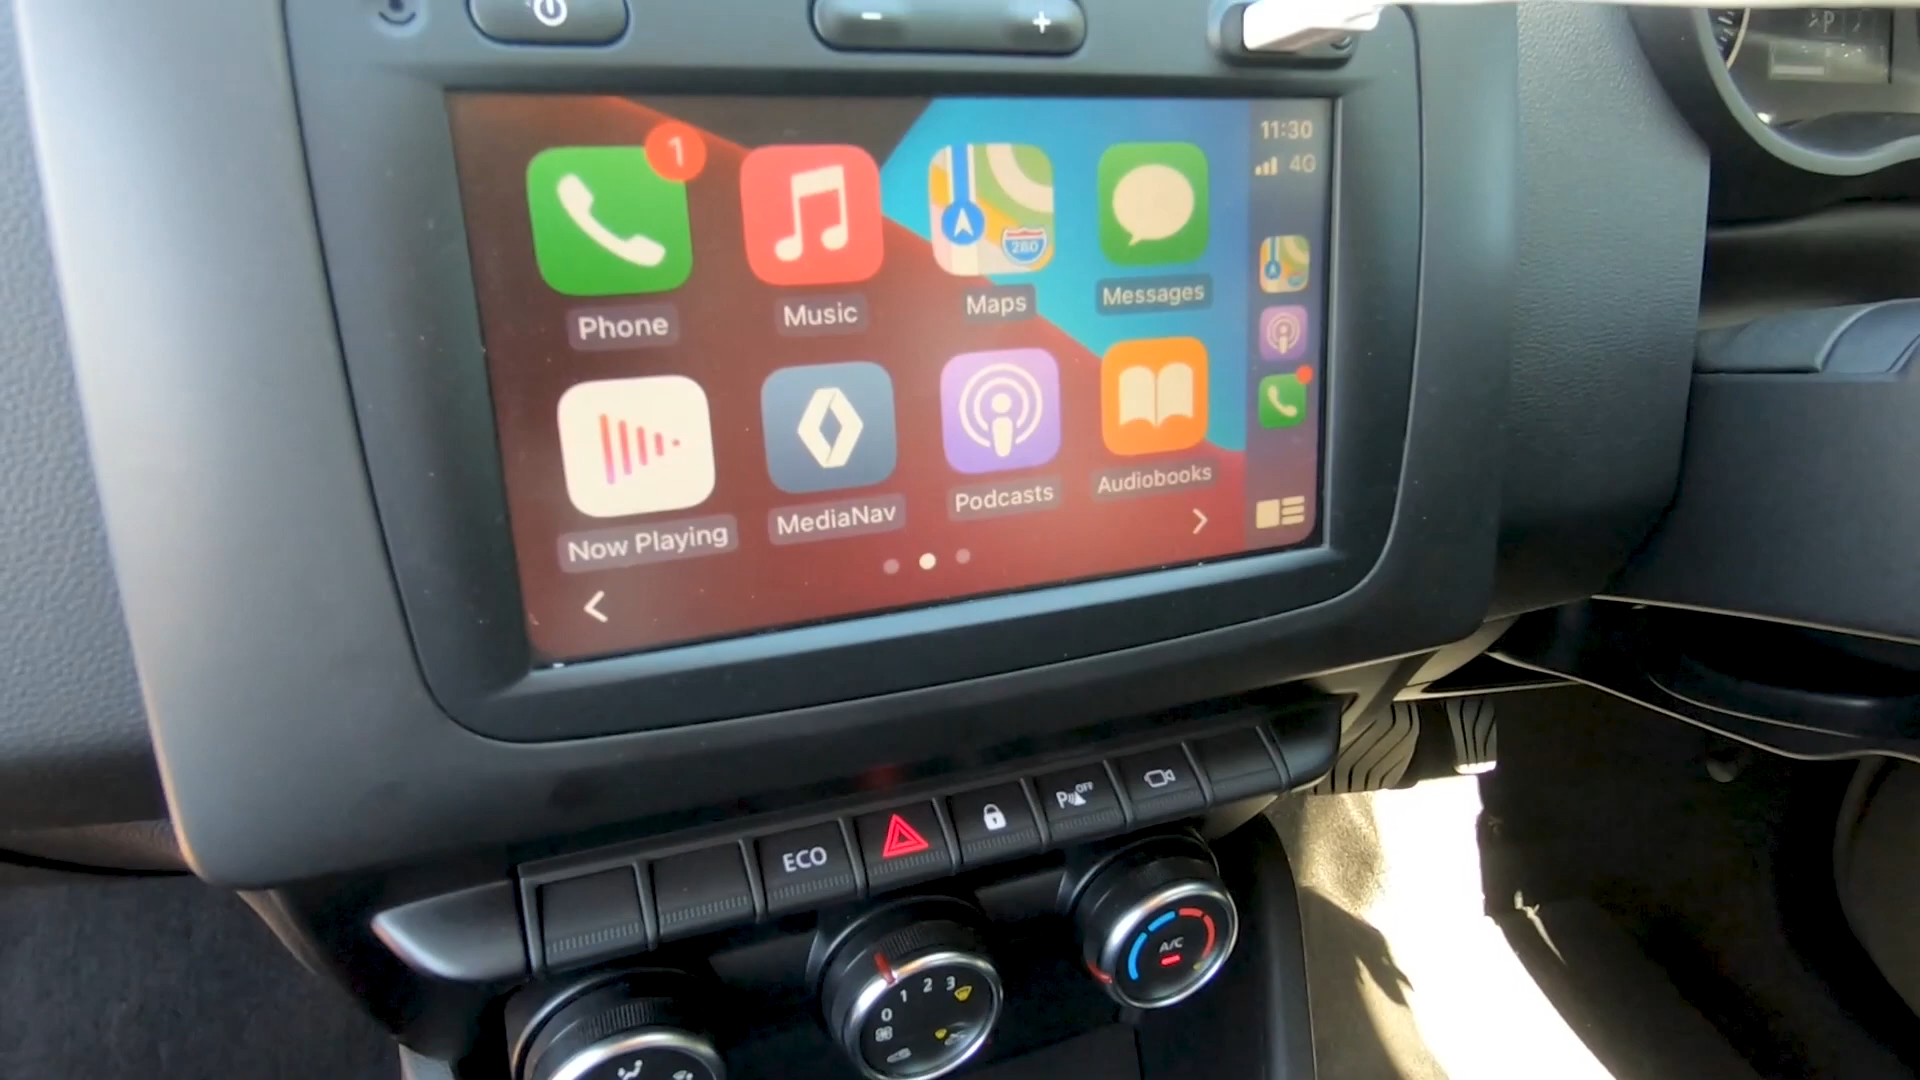 - +
P
11:30
4G
1
280
Phone
Music
Maps
Messages
Now Playing
MediaNav
Podcasts
Audiobooks
ECO
P OFF
A/C
0 1 2 3